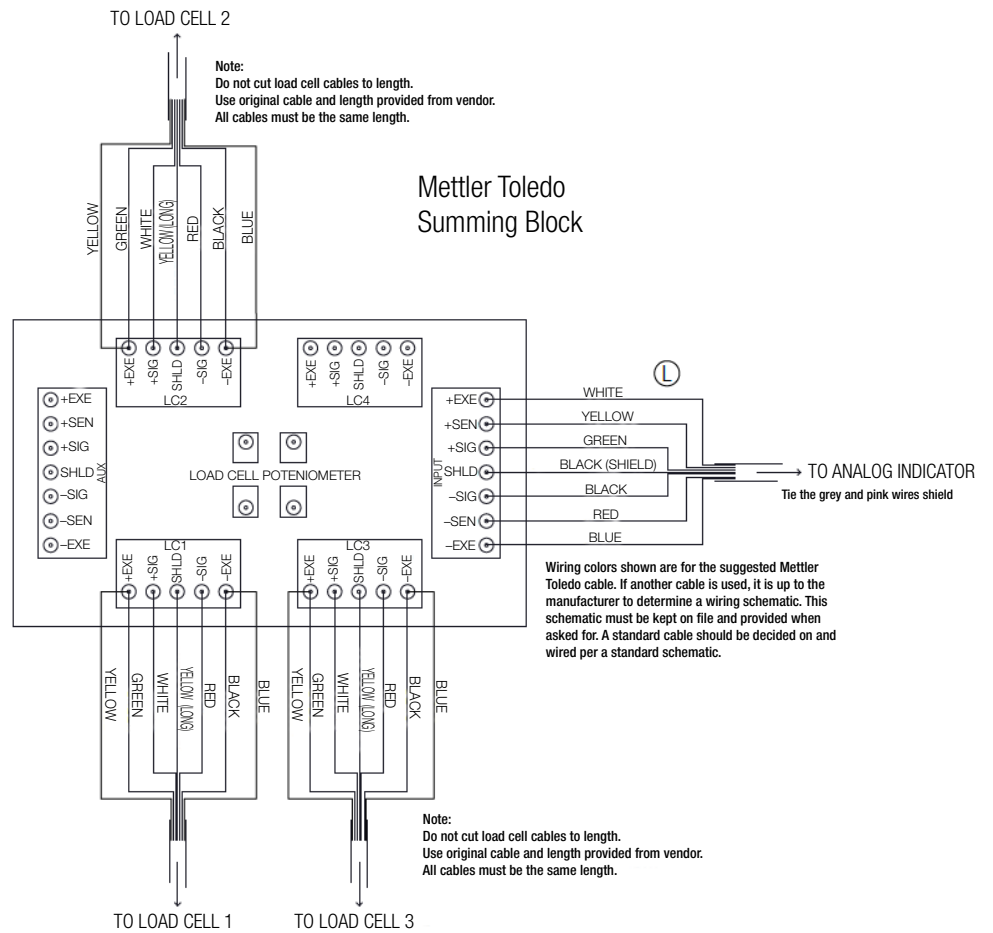 TO LOAD CELL 2
Note:
Do not cut load cell cables to length.
Use original cable and length provided from vendor.
All cables must be the same length.
Mettler Toledo
Summing Block
YELLOW
GREEN
WHITE
YELLOW(LONG)
RED
BLACK
BLUE
+EXE
+SIG
SHLD
–SIG
–EXE
LC2
+EXE
+SIG
SHLD
–SIG
–EXE
LC4
+EXE
+SEN
+SIG
SHLD
–SIG
–SEN
–EXE
AUX
LOAD CELL POTENIOMETER
INPUT
+EXE
+SEN
+SIG
SHLD
–SIG
–SEN
–EXE
L
WHITE
YELLOW
GREEN
BLACK (SHIELD)
BLACK
RED
BLUE
TO ANALOG INDICATOR
Tie the grey and pink wires shield
LC1
+EXE
+SIG
SHLD
–SIG
–EXE
LC3
+EXE
+SIG
SHLD
–SIG
–EXE
Wiring colors shown are for the suggested Mettler
Toledo cable. If another cable is used, it is up to the
manufacturer to determine a wiring schematic. This
schematic must be kept on file and provided when
asked for. A standard cable should be decided on and
wired per a standard schematic.
YELLOW
GREEN
WHITE
YELLOW (LONG)
RED
BLACK
BLUE
YELLOW
GREEN
WHITE
YELLOW (LONG)
RED
BLACK
BLUE
Note:
Do not cut load cell cables to length.
Use original cable and length provided from vendor.
All cables must be the same length.
TO LOAD CELL 1
TO LOAD CELL 3